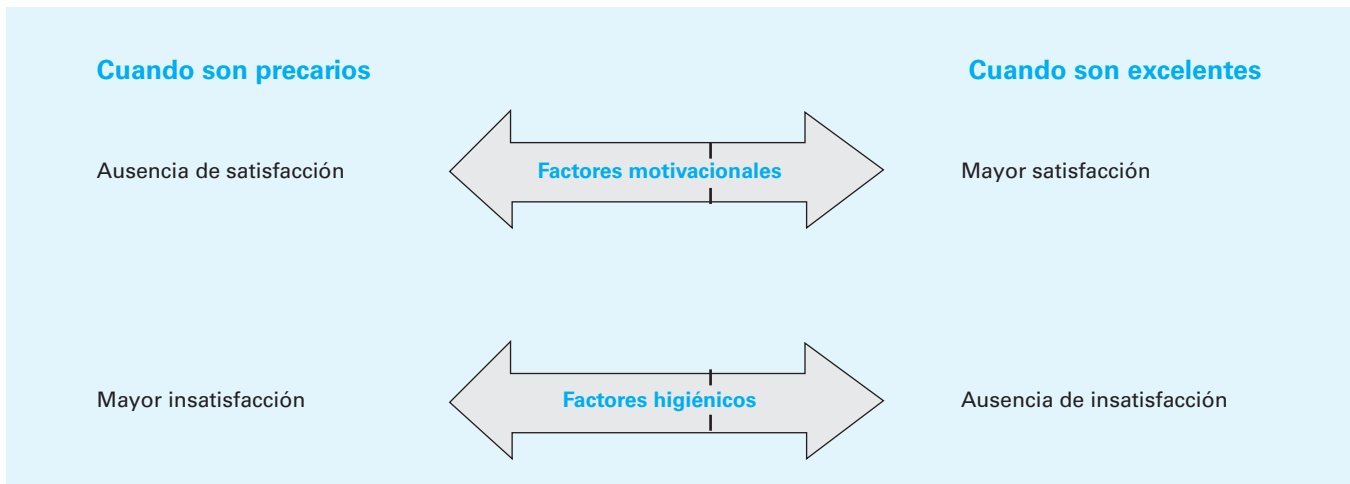 Cuando son precarios
Cuando son excelentes
Ausencia de satisfacción
Factores motivacionales
Mayor satisfacción
Mayor insatisfacción
Factores higiénicos
Ausencia de insatisfacción